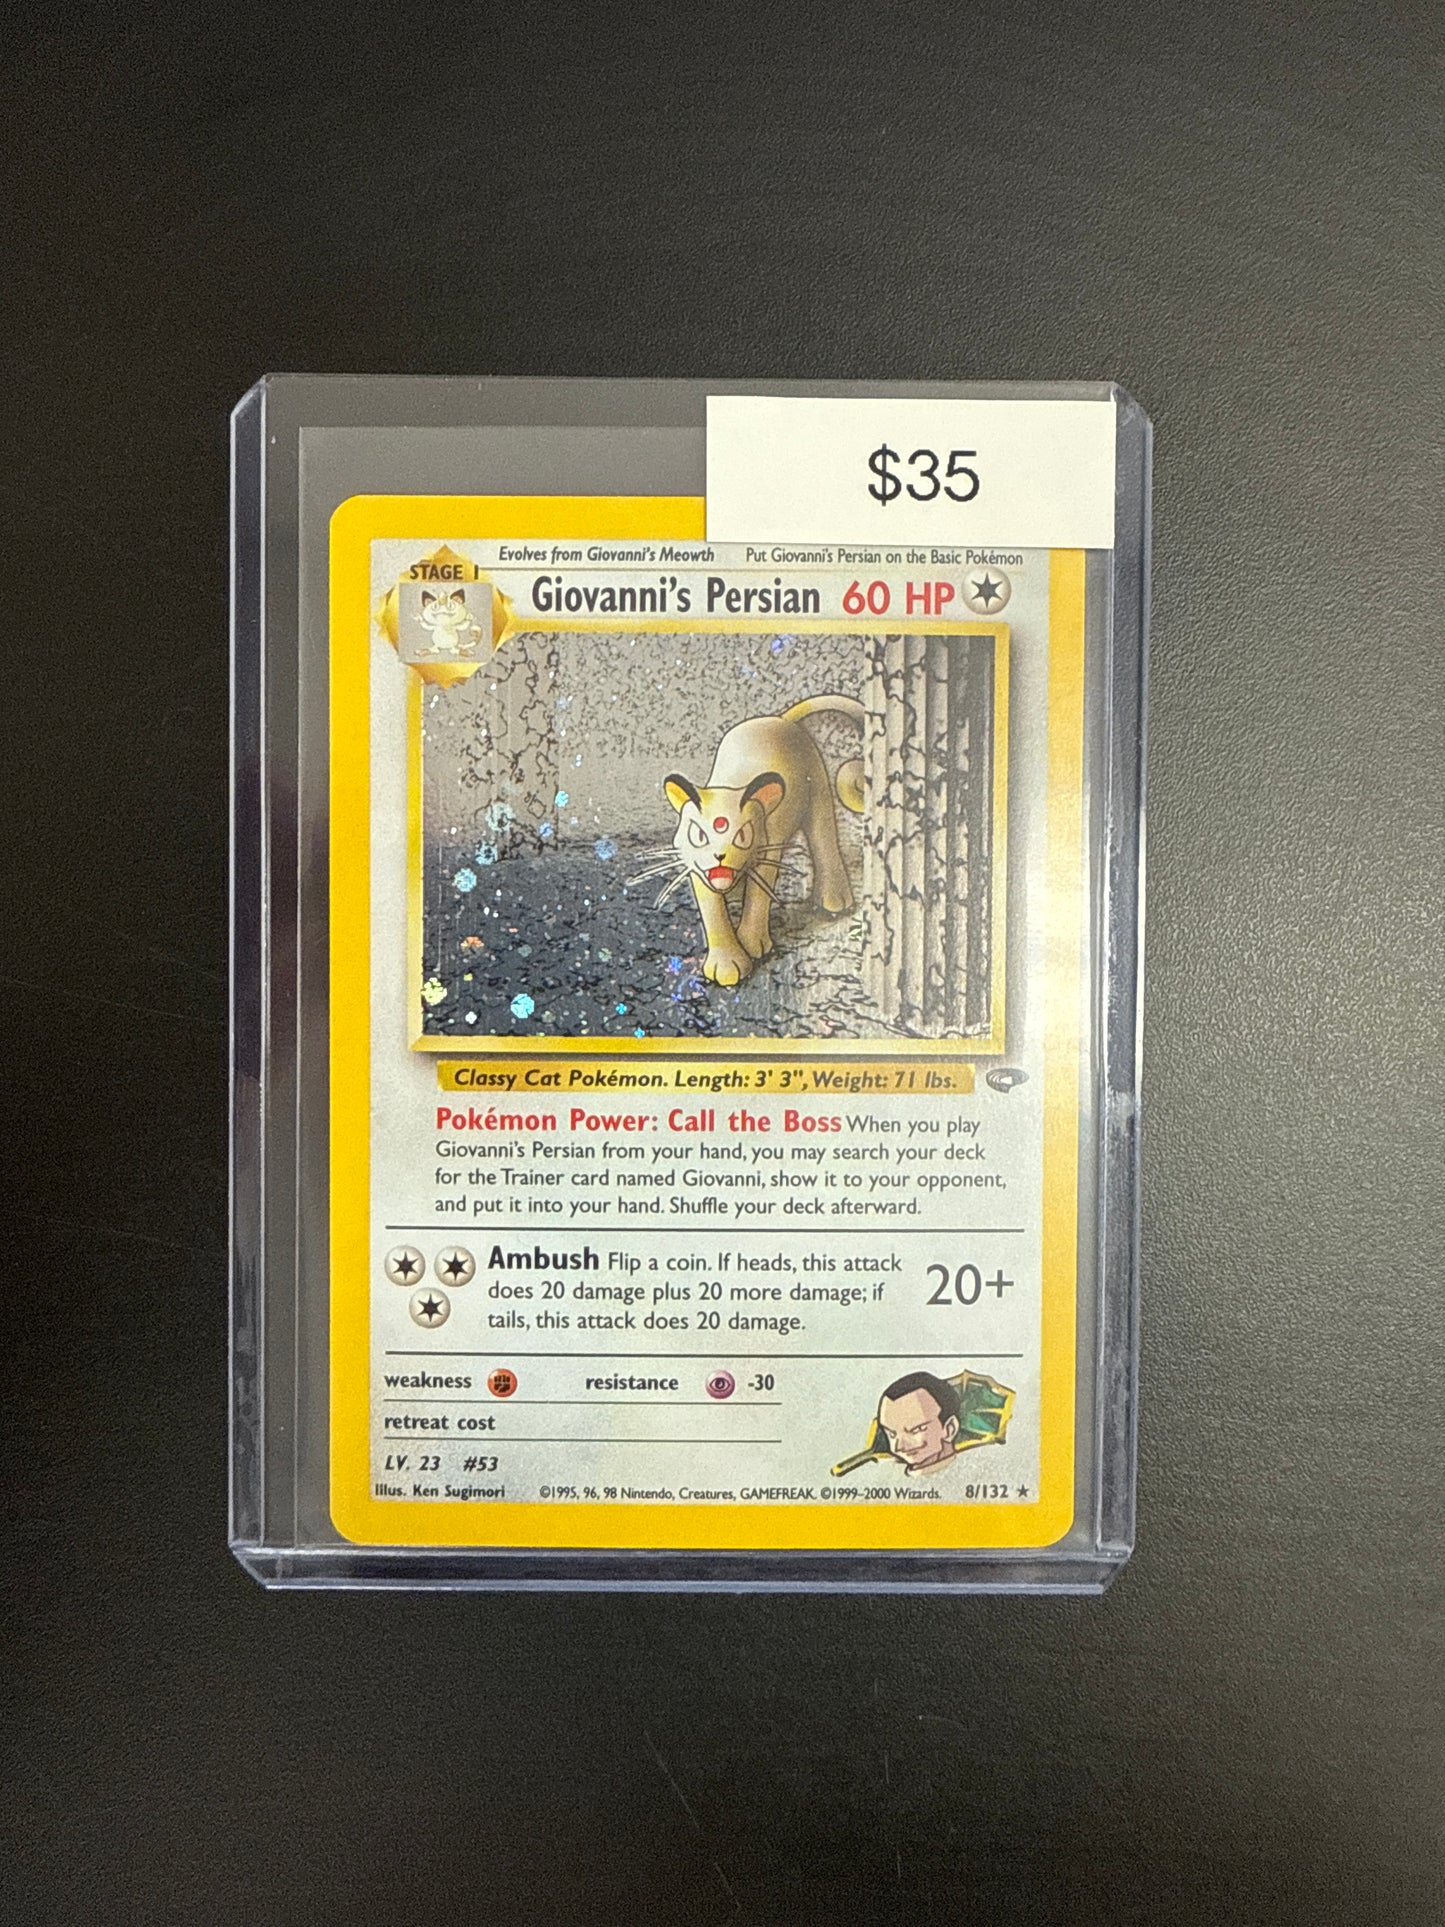 $35
Evolves from Giovanni's Meowth Put Giovanni's Persian on the Basic Pokémon
STAGE 1
Giovanni's Persian 60 HP
Classy Cat Pokémon. Length: 3' 3", Weight: 71 lbs.
Pokémon Power: Call the Boss When you play
Giovanni's Persian from your hand, you may search your deck
for the Trainer card named Giovanni, show it to your opponent,
and put it into your hand. Shuffle your deck afterward.
Ambush Flip a coin. If heads, this attack
does 20 damage plus 20 more damage; if
tails, this attack does 20 damage.
20+
weakness resistance -30
retreat cost
LV. 23 #53
Illus. Ken Sugimori ©1995, 96, 98 Nintendo, Creatures, GAMEFREAK. ©1999-2000 Wizards. 8/132 ★